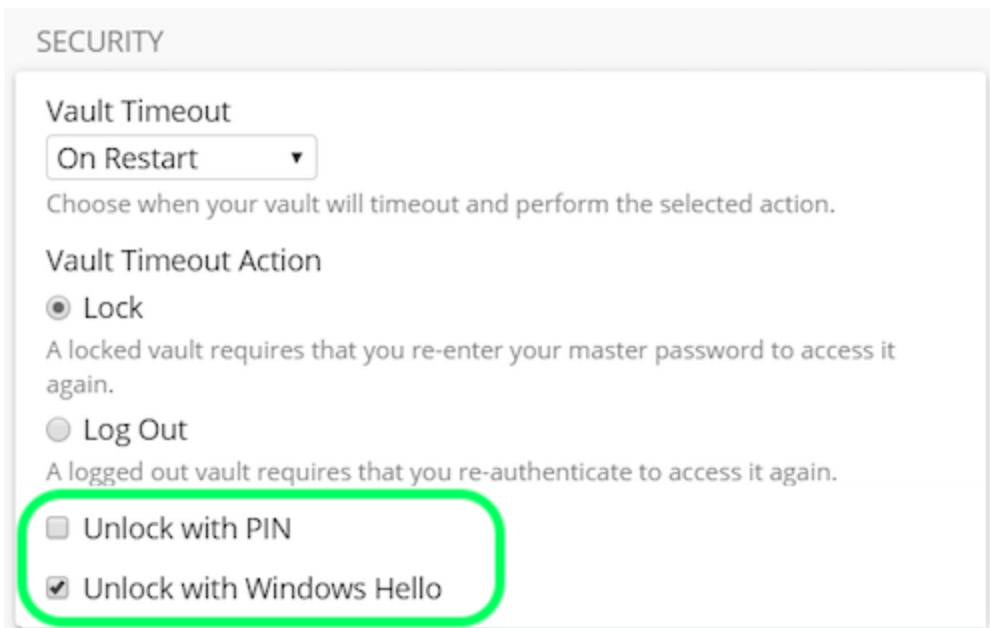 SECURITY
Vault Timeout
On Restart
Choose when your vault will timeout and perform the selected action.
Vault Timeout Action
Lock
A locked vault requires that you re-enter your master password to access it
again.
Log Out
A logged out vault requires that you re-authenticate to access it again.
Unlock with PIN
Unlock with Windows Hello